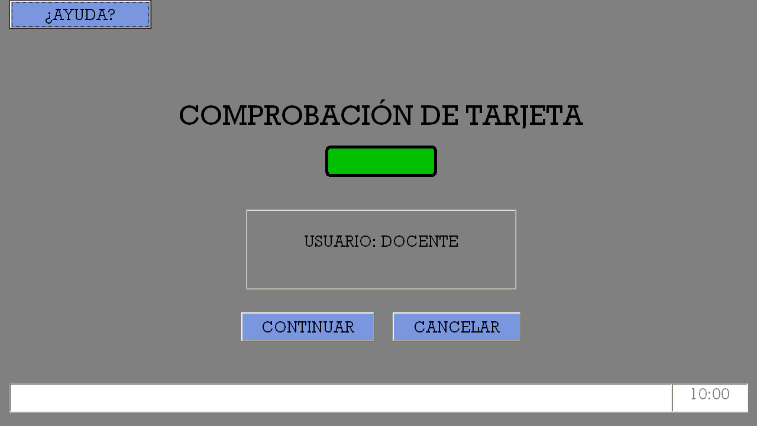 ¿AYUDA?
COMPROBACIÓN DE TARJETA
USUARIO: DOCENTE
CONTINUAR
CANCELAR
10:00